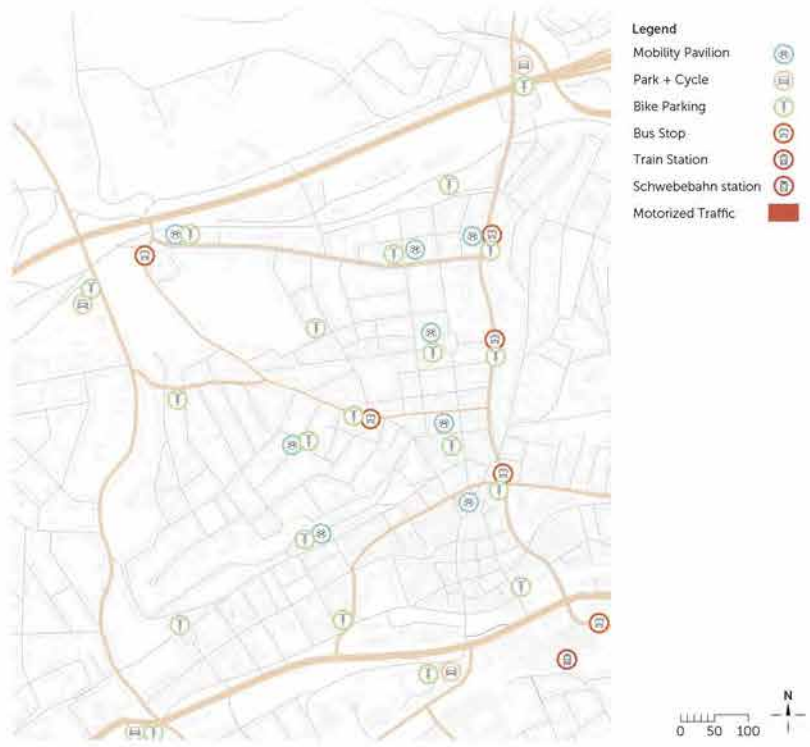 Legend
Mobility Pavilion
Park + Cycle
Bike Parking
Bus Stop
Train Station
Schwebebahn station
Motorized Traffic
N
0 50 100